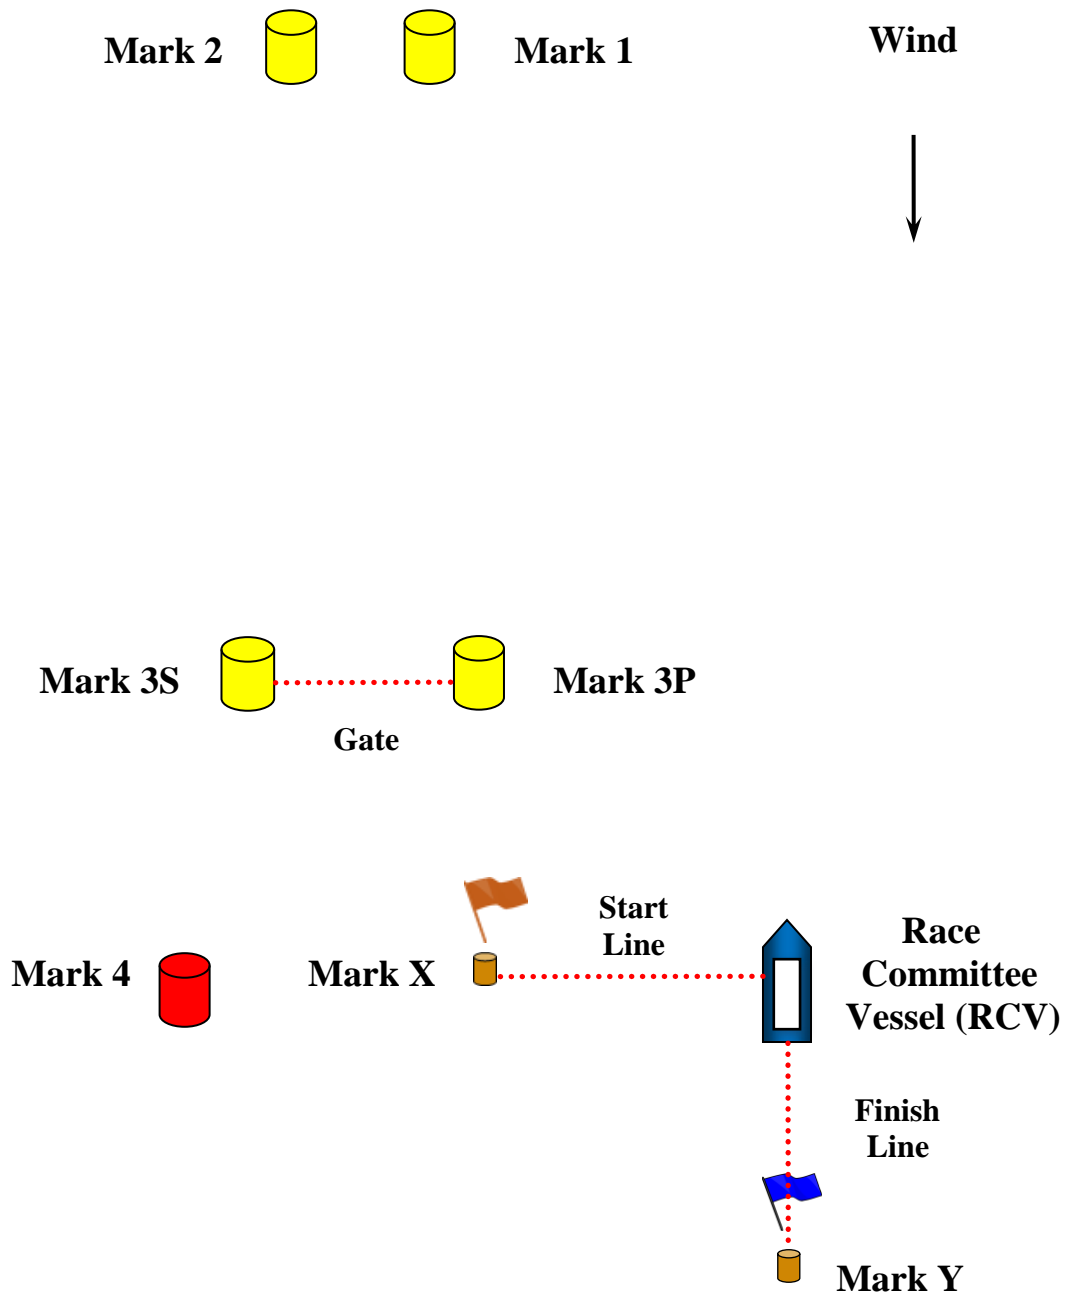 Mark 2
Mark 1
Wind
Mark 3S
Mark 3P
Gate
Start
Line
Mark 4
Mark X
Race
Committee
Vessel (RCV)
Finish
Line
Mark Y